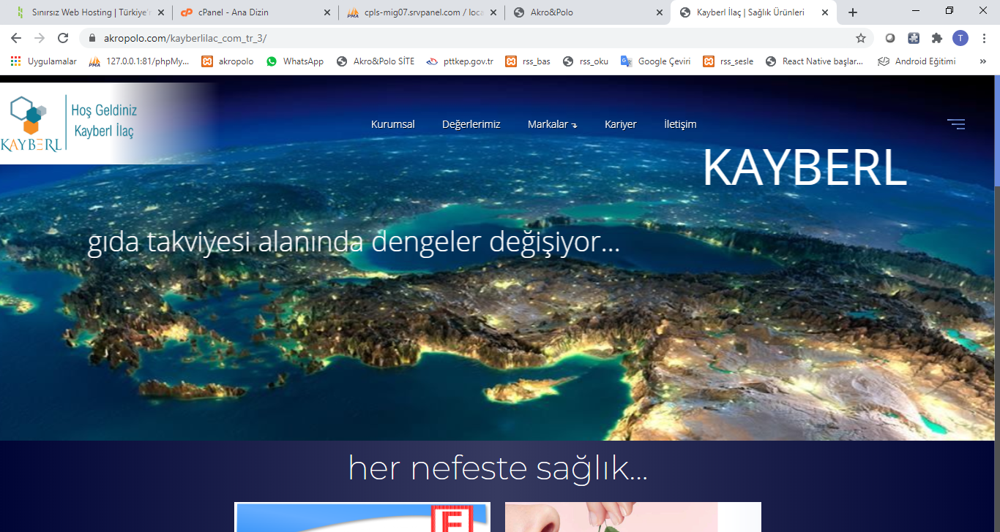 Sınırsız Web Hosting | Türkiye'
cPanel - Ana Dizin
cpls-mig07.srvpanel.com / loca
Akro&Polo
Kayberl İlaç | Sağlık Ürünleri
akropolo.com/kayberlilac_com_tr_3/
T
Uygulamalar
127.0.0.1:81/phpMy...
akropolo
WhatsApp
Akro&Polo SİTE
pttkep.gov.tr
rss_bas
rss_oku
Google Çeviri
rss_sesle
React Native başlar...
Android Eğitimi
»
Hoş Geldiniz
Kayberl İlaç
KAYBERL
Kurumsal
Değerlerimiz
Markalar
Kariyer
İletişim
KAYBERL
gıda takviyesi alanında dengeler değişiyor...
her nefeste sağlık...